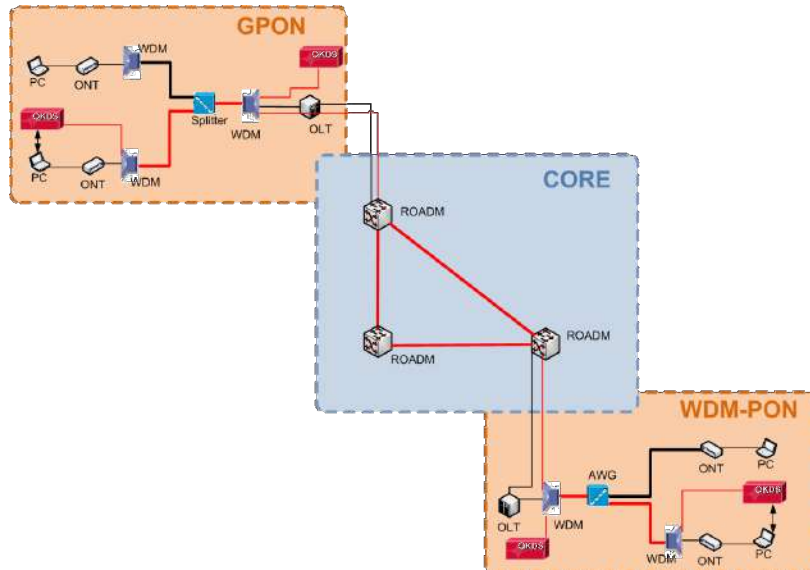 GPON
WDM
QKDS
PC
ONT
Splitter
WDM
OLT
QKDS
PC
ONT
WDM
CORE
ROADM
ROADM
ROADM
WDM-PON
AWG
ONT
PC
QKDS
OLT
WDM
QKDS
WDM
ONT
PC